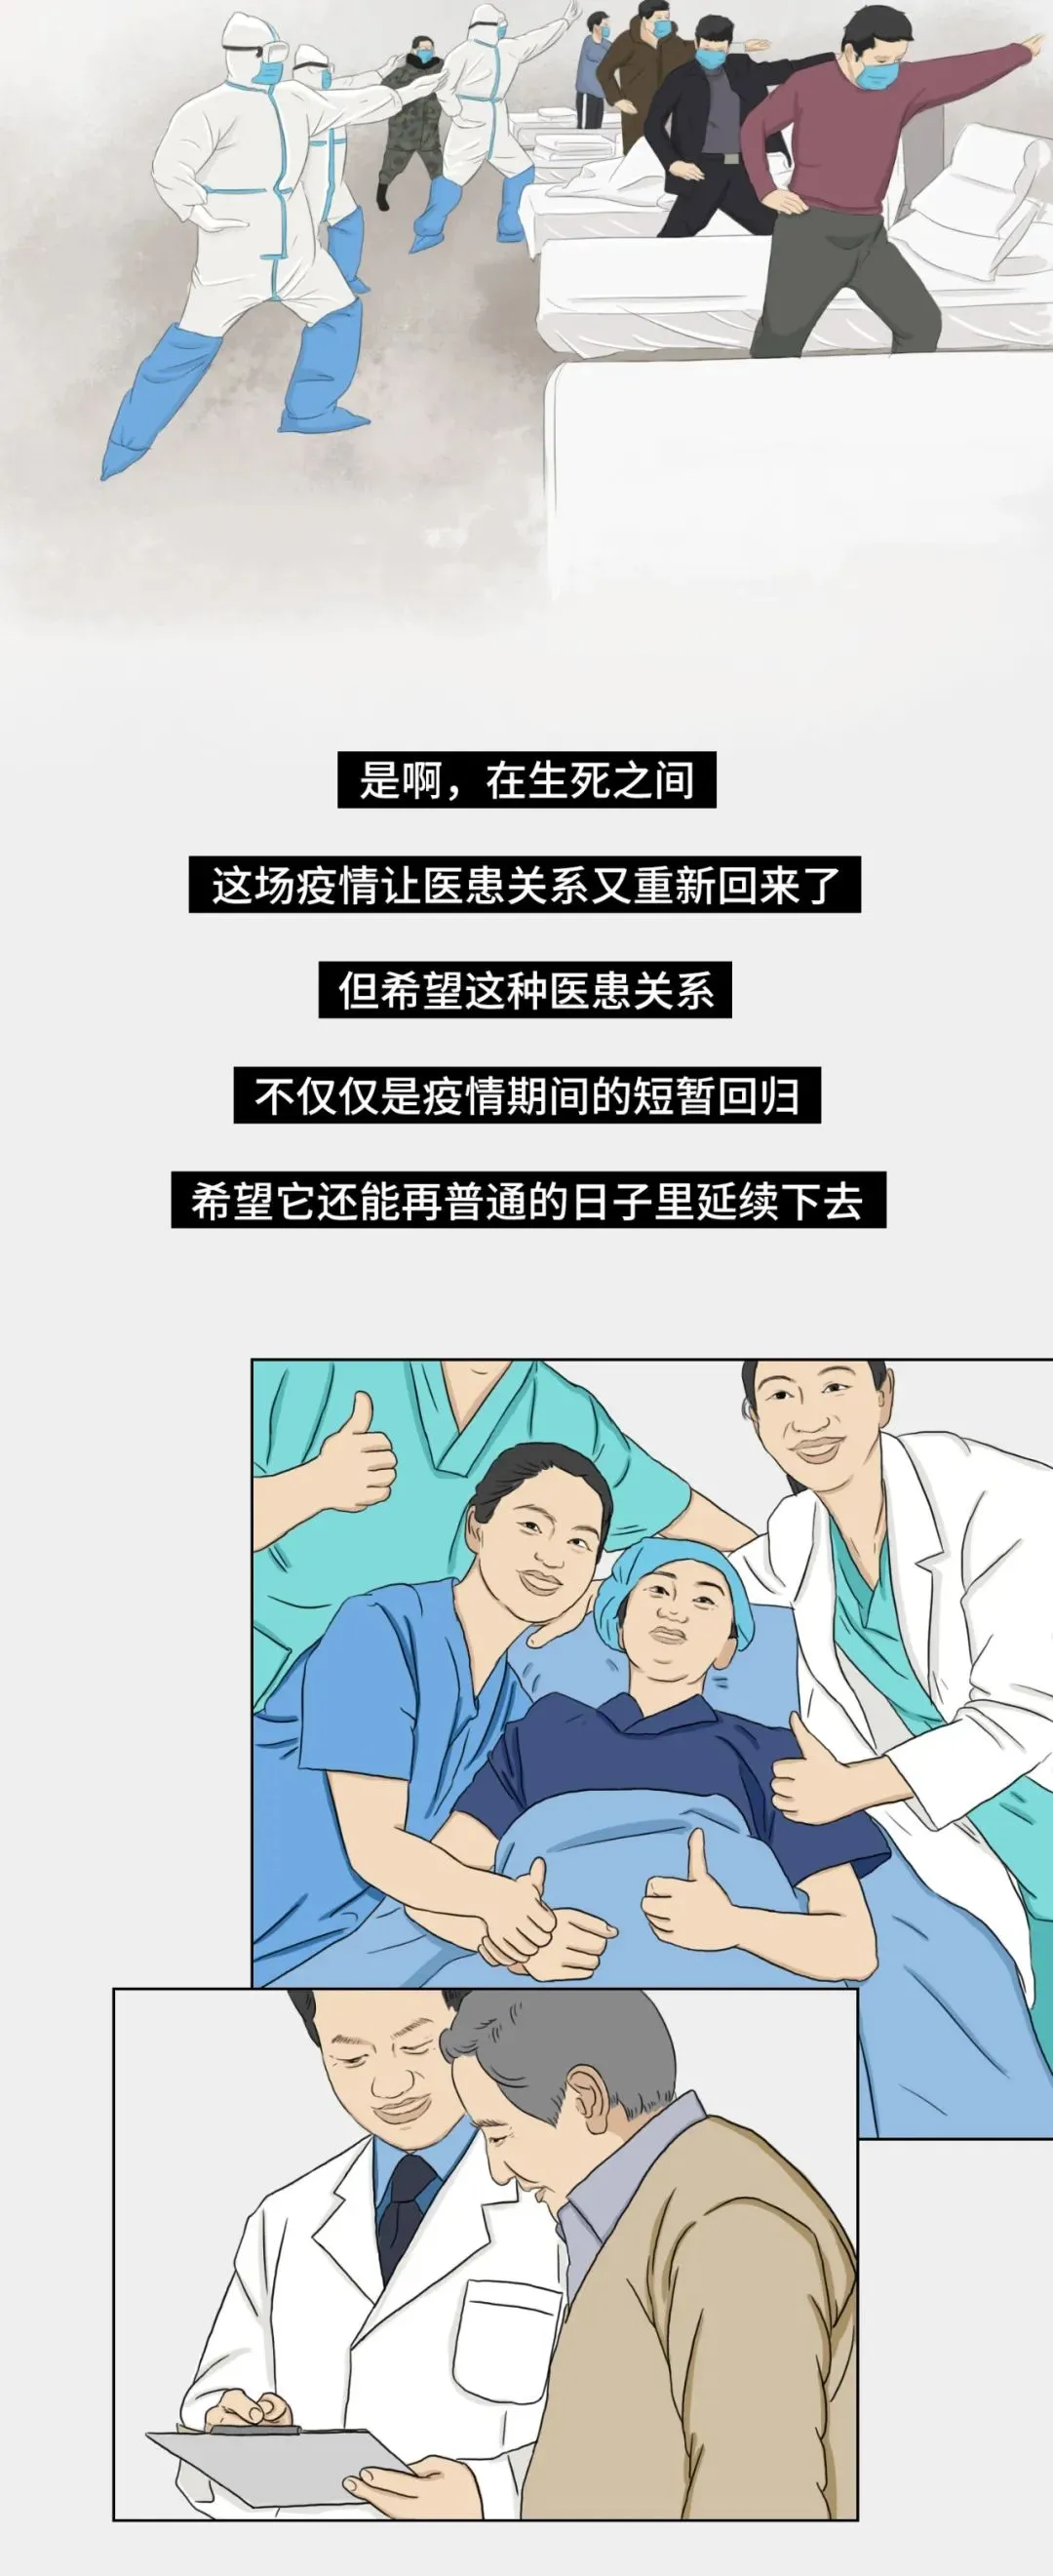 是啊，在生死之间
这场疫情让医患关系又重新回来了
但希望这种医患关系
不仅仅是疫情期间的短暂回归
希望它还能再普通的日子里延续下去